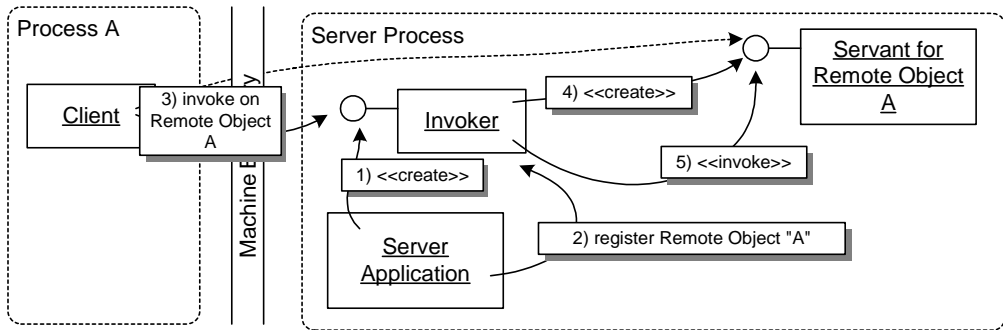 Process A
Server Process
Client
3) invoke on
Remote Object
A
Machine B
y
Invoker
4) <<create>>
Servant for
Remote Object
A
5) <<invoke>>
1) <<create>>
Server
Application
2) register Remote Object "A"